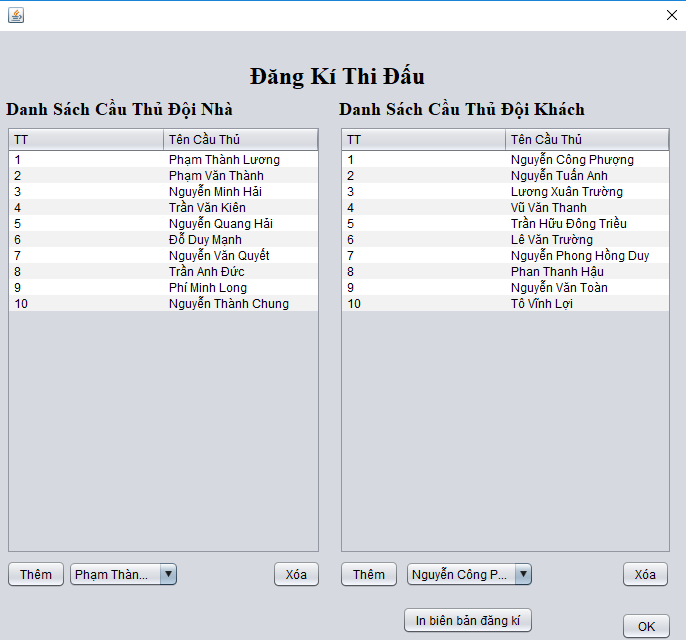 Đăng Kí Thi Đấu
Danh Sách Cầu Thủ Đội Nhà
TT Tên Cầu Thủ
1 Phạm Thành Lương
2 Phạm Văn Thành
3 Nguyễn Minh Hải
4 Trần Văn Kiên
5 Nguyễn Quang Hải
6 Đỗ Duy Mạnh
7 Nguyễn Văn Quyết
8 Trần Anh Đức
9 Phí Minh Long
10 Nguyễn Thành Chung
Thêm Phạm Thàn... Xóa
Danh Sách Cầu Thủ Đội Khách
TT Tên Cầu Thủ
1 Nguyễn Công Phượng
2 Nguyễn Tuấn Anh
3 Lương Xuân Trường
4 Vũ Văn Thanh
5 Trần Hữu Đông Triều
6 Lê Văn Trường
7 Nguyễn Phong Hồng Duy
8 Phan Thanh Hậu
9 Nguyễn Văn Toàn
10 Tô Vĩnh Lợi
Thêm Nguyễn Công P... Xóa
In biên bản đăng kí
OK